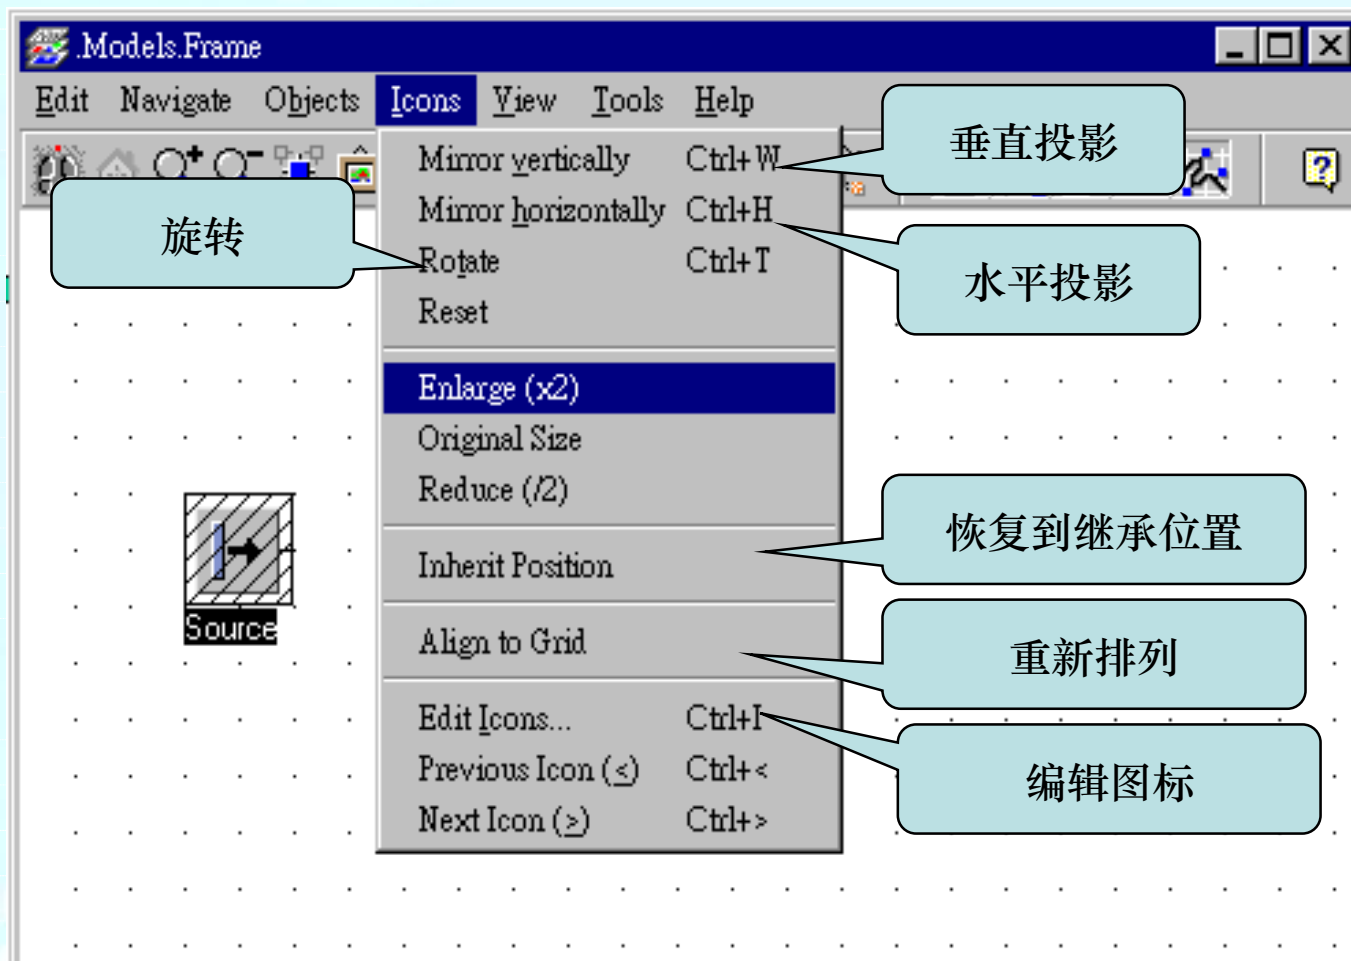 .Models.Frame
Edit Navigate Objects Icons View Tools Help
Mirror vertically Ctrl+W
垂直投影
Mirror horizontally Ctrl+H
旋转
Rotate Ctrl+T
水平投影
Reset
Enlarge (x2)
Original Size
Reduce (/2)
恢复到继承位置
Inherit Position
Source
Align to Grid
重新排列
Edit Icons... Ctrl+I
Previous Icon (<) Ctrl+<
编辑图标
Next Icon (>) Ctrl+>